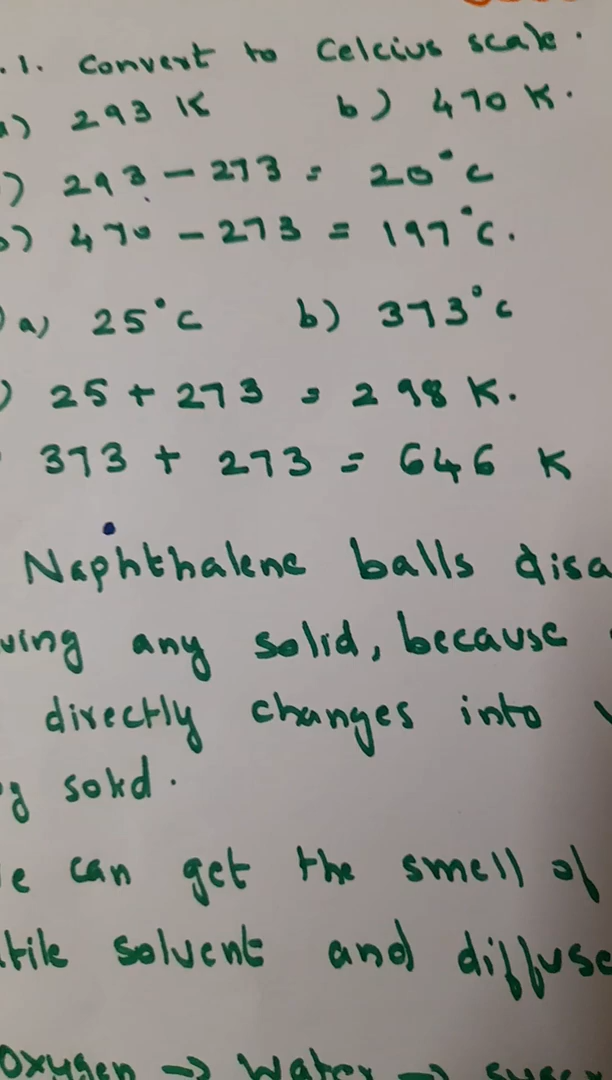 .1. Convert to Celcius scale.
a) 293 K b) 470 K.
) 293 - 273 = 20°c
b) 470 - 273 = 197°c.
) a) 25°c b) 373°c
) 25 + 273 = 298 K.
373 + 273 = 646 K
Naphthalene balls disa
ving any solid, because
directly changes into
g solid.
e can get the smell of
tile solvent and diffuse
Oxygen → Water → sugar